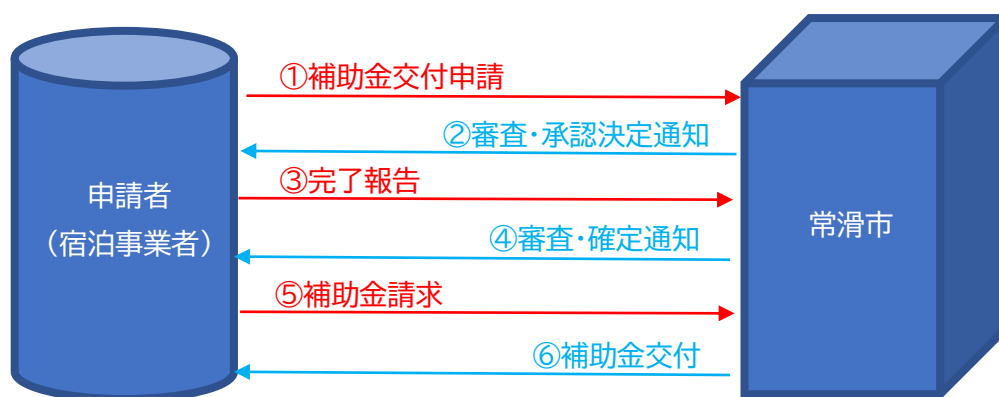 ①補助金交付申請
②審査・承認決定通知
③完了報告
申請者
（宿泊事業者）
常滑市
④審査・確定通知
⑤補助金請求
⑥補助金交付